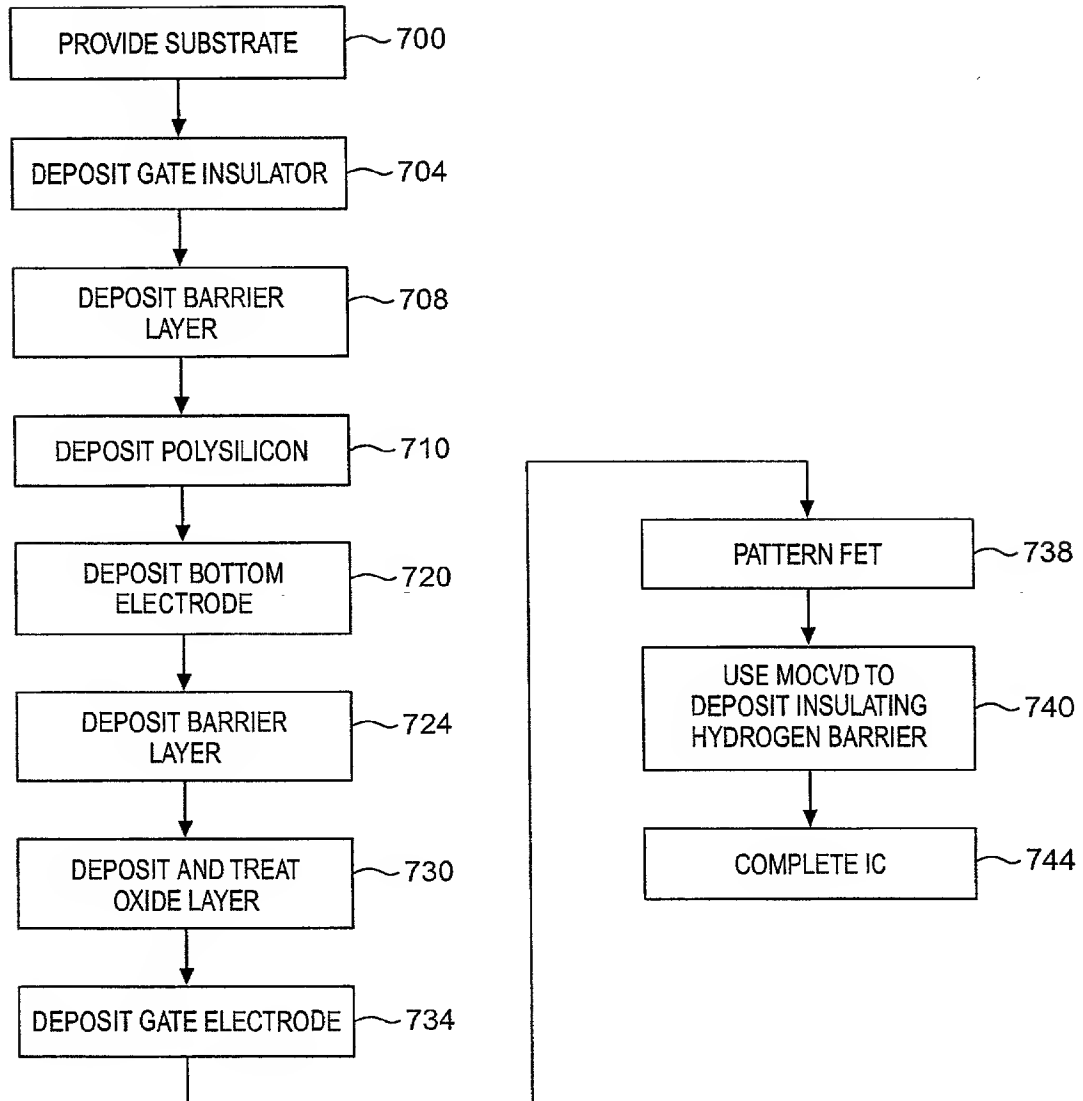 PROVIDE SUBSTRATE
700
DEPOSIT GATE INSULATOR
704
DEPOSIT BARRIER
LAYER
708
DEPOSIT POLYSILICON
710
DEPOSIT BOTTOM
ELECTRODE
720
DEPOSIT BARRIER
LAYER
724
DEPOSIT AND TREAT
OXIDE LAYER
730
DEPOSIT GATE ELECTRODE
734
PATTERN FET
738
USE MOCVD TO
DEPOSIT INSULATING
HYDROGEN BARRIER
740
COMPLETE IC
744